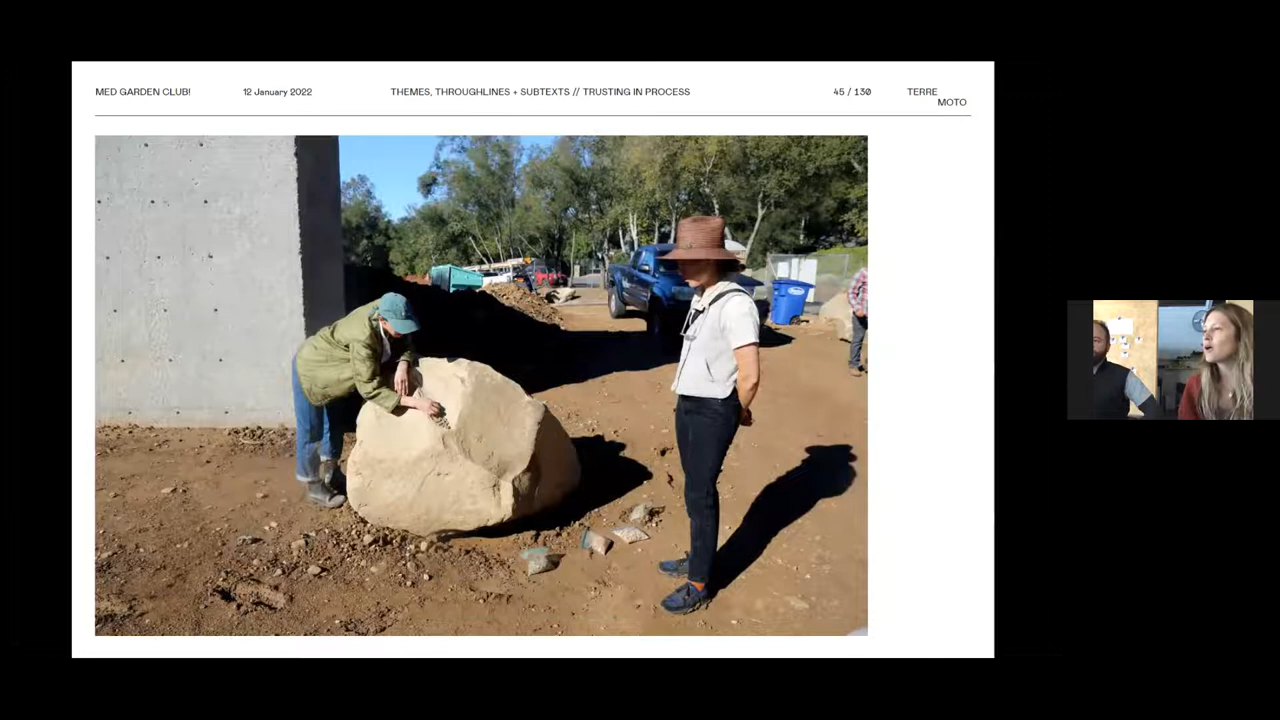 MED GARDEN CLUB!
12 January 2022
THEMES, THROUGHLINES + SUBTEXTS // TRUSTING IN PROCESS
45 / 130
TERRE
MOTO